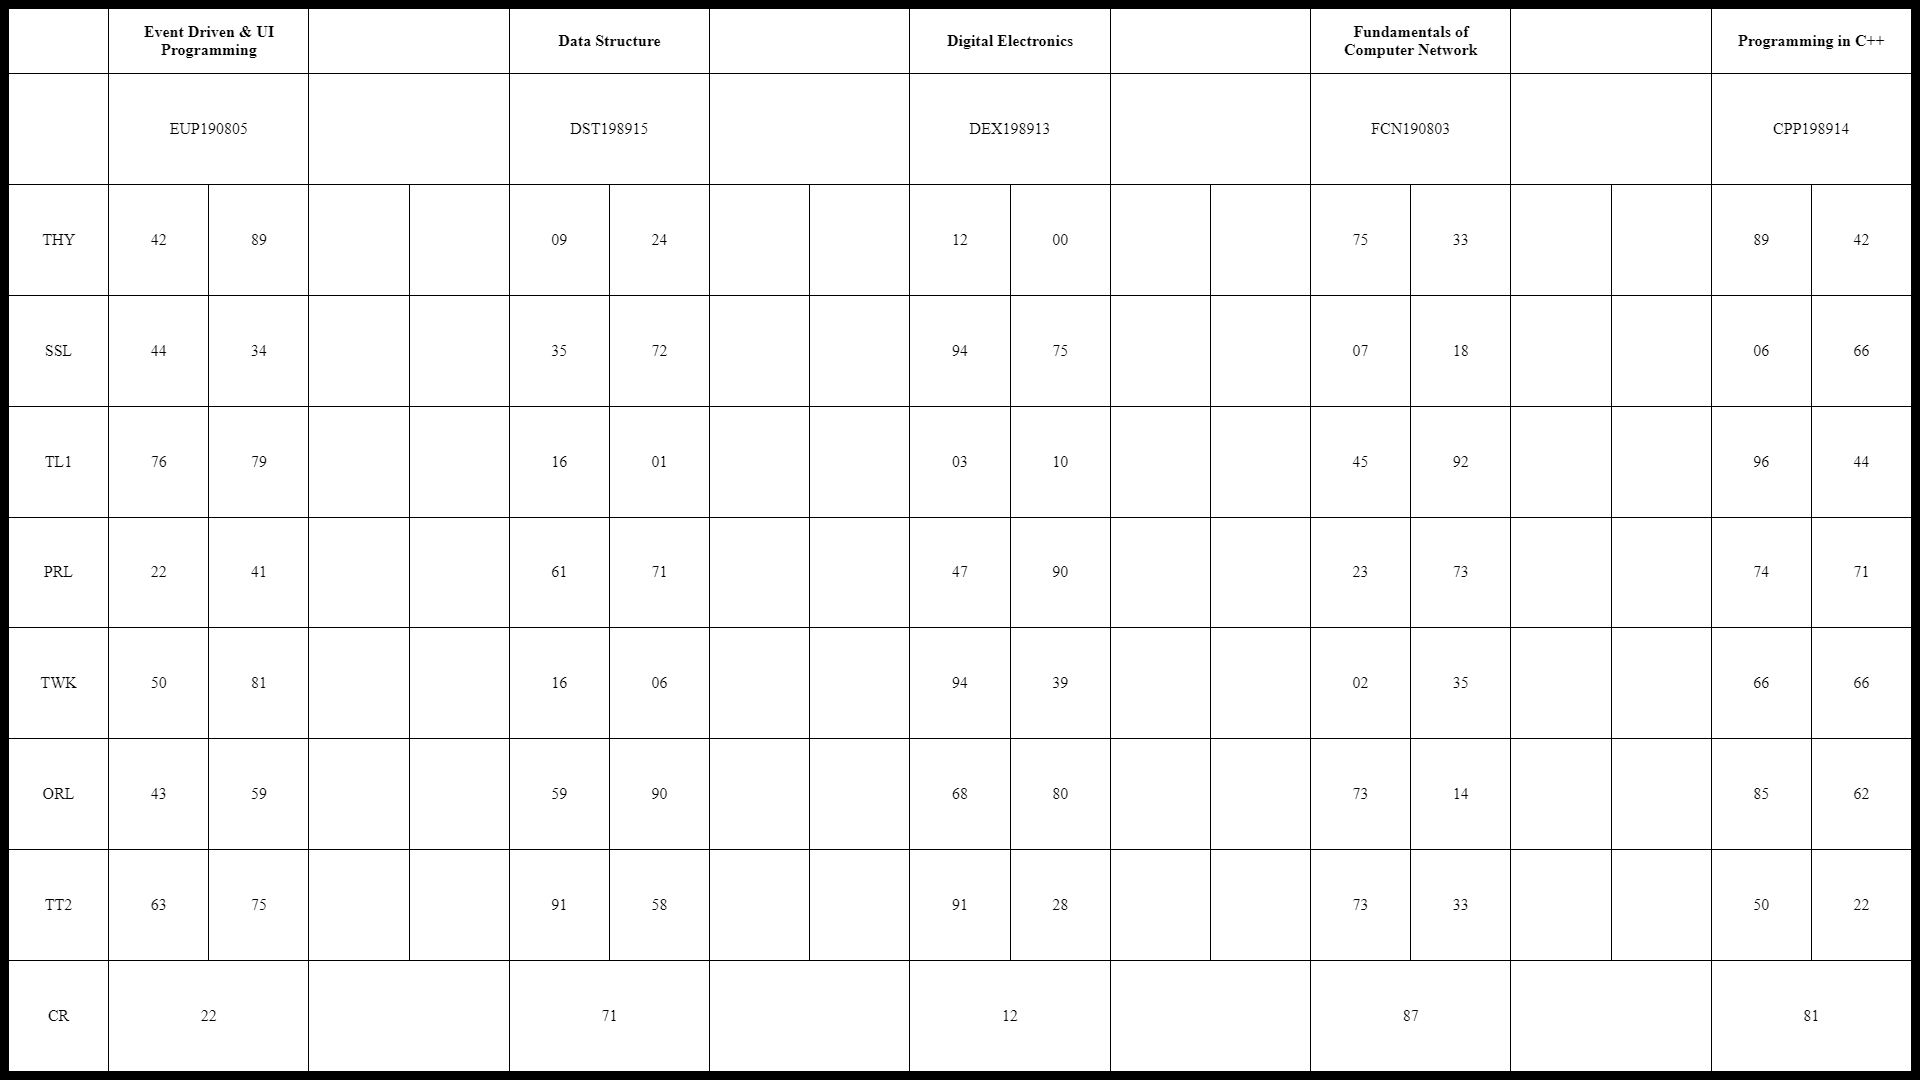 Event Driven & UI Programming Data Structure Digital Electronics Fundamentals of Computer Network Programming in C++
EUP190805 DST198915 DEX198913 FCN190803 CPP198914
THY 42 89 09 24 12 00 75 33 89 42
SSL 44 34 35 72 94 75 07 18 06 66
TL1 76 79 16 01 03 10 45 92 96 44
PRL 22 41 61 71 47 90 23 73 74 71
TWK 50 81 16 06 94 39 02 35 66 66
ORL 43 59 59 90 68 80 73 14 85 62
TT2 63 75 91 58 91 28 73 33 50 22
CR 22 71 12 87 81